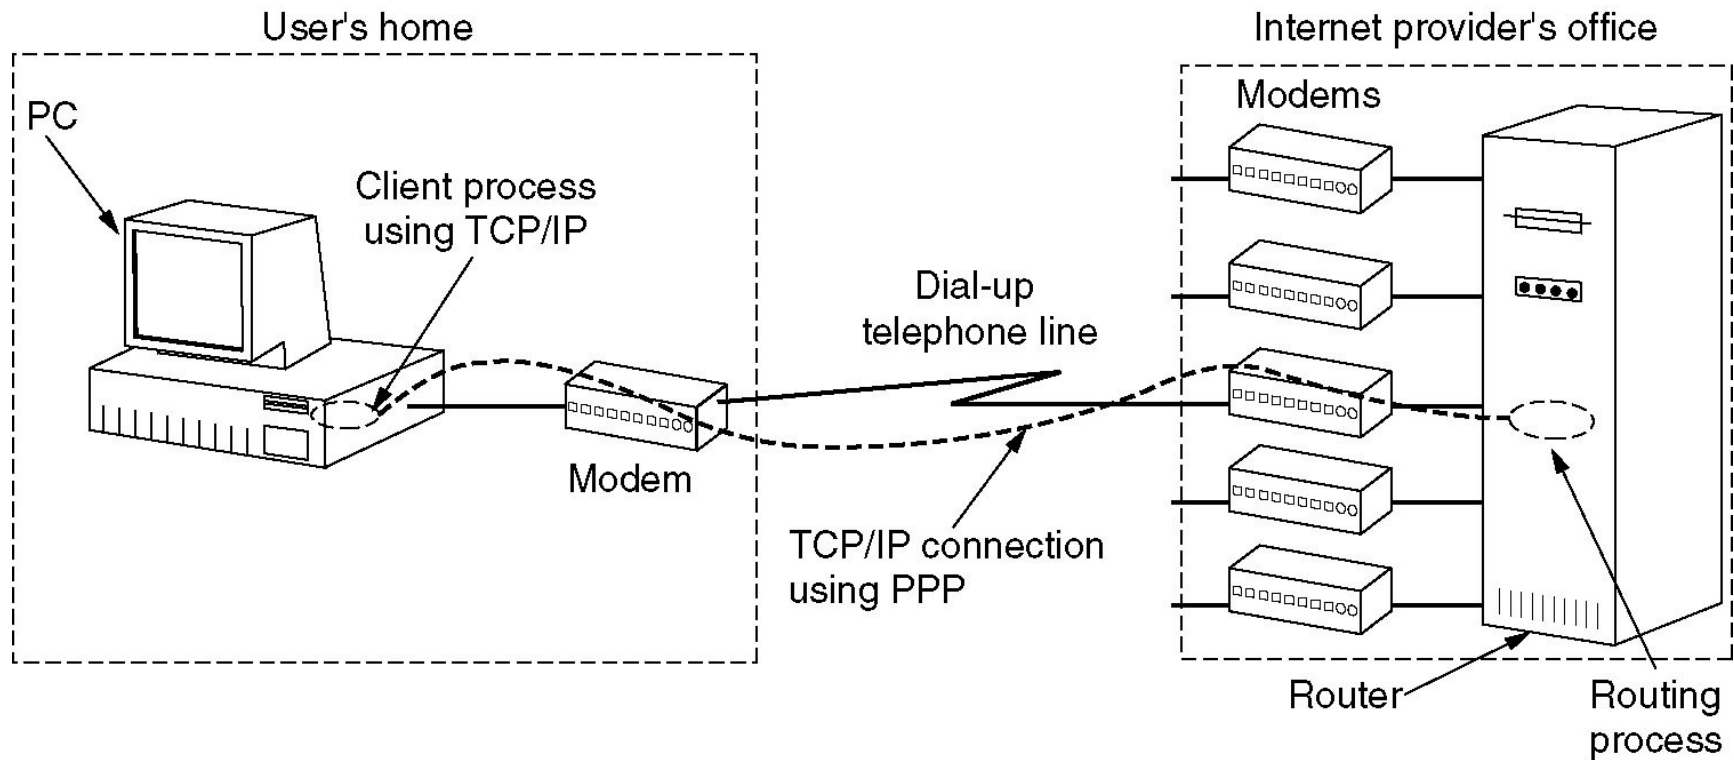 User's home
Internet provider's office
PC
Client process
using TCP/IP
Modems
Dial-up
telephone line
Modem
TCP/IP connection
using PPP
Router
Routing
process